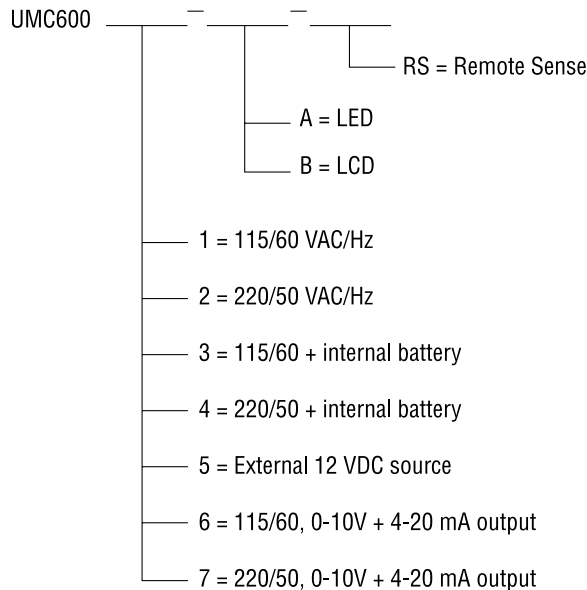 UMC600 _ – _ – _
RS = Remote Sense
A = LED
B = LCD
1 = 115/60 VAC/Hz
2 = 220/50 VAC/Hz
3 = 115/60 + internal battery
4 = 220/50 + internal battery
5 = External 12 VDC source
6 = 115/60, 0-10V + 4-20 mA output
7 = 220/50, 0-10V + 4-20 mA output